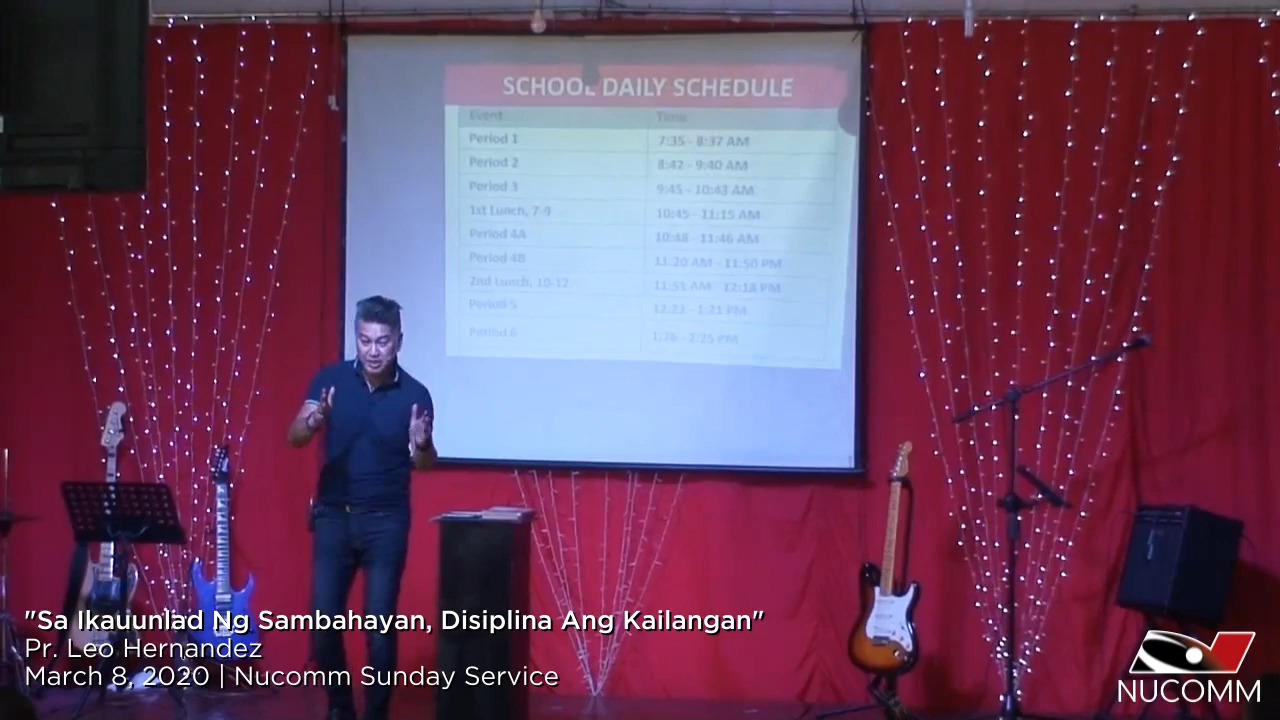 SCHOOL DAILY SCHEDULE
Event Time
Period 1 7:35 - 8:37 AM
Period 2 8:42 - 9:40 AM
Period 3 9:45 - 10:43 AM
1st Lunch, 7-9 10:45 - 11:15 AM
Period 4A 10:48 - 11:46 AM
Period 4B 11:20 AM - 11:50 PM
2nd Lunch, 10-12 11:51 AM - 12:18 PM
Period 5 12:23 - 1:21 PM
Period 6 1:26 - 2:25 PM
"Sa Ikauunlad Ng Sambahayan, Disiplina Ang Kailangan"
Pr. Leo Hernandez
March 8, 2020 | Nucomm Sunday Service
NUCOMM